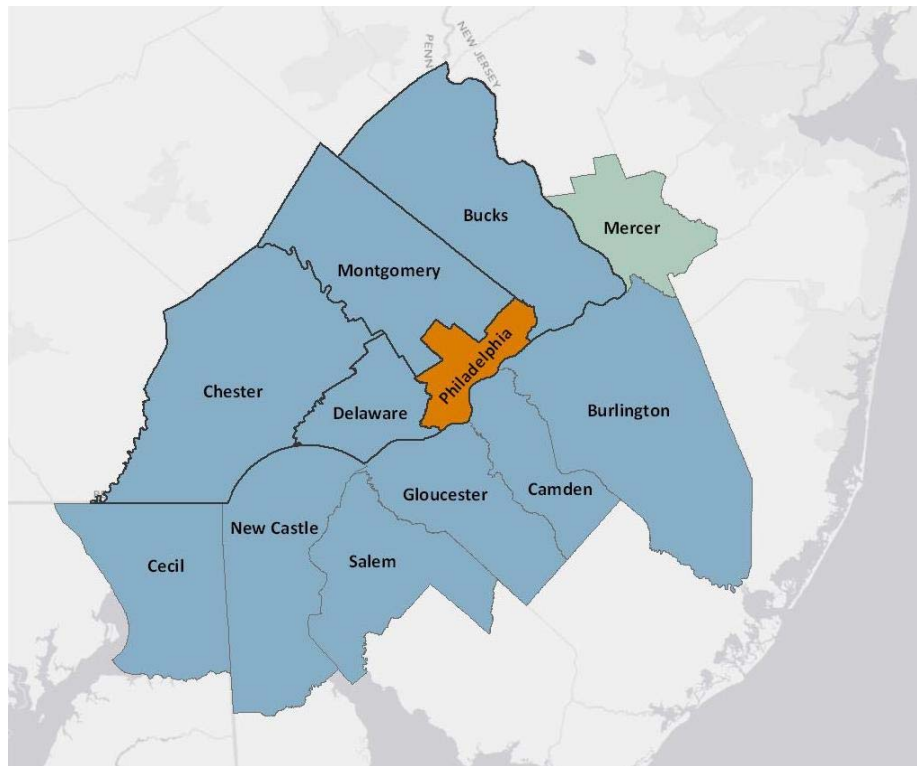 PENN
NEW JERSEY
Bucks
Mercer
Montgomery
Philadelphia
Chester
Delaware
Burlington
Gloucester
Camden
New Castle
Cecil
Salem